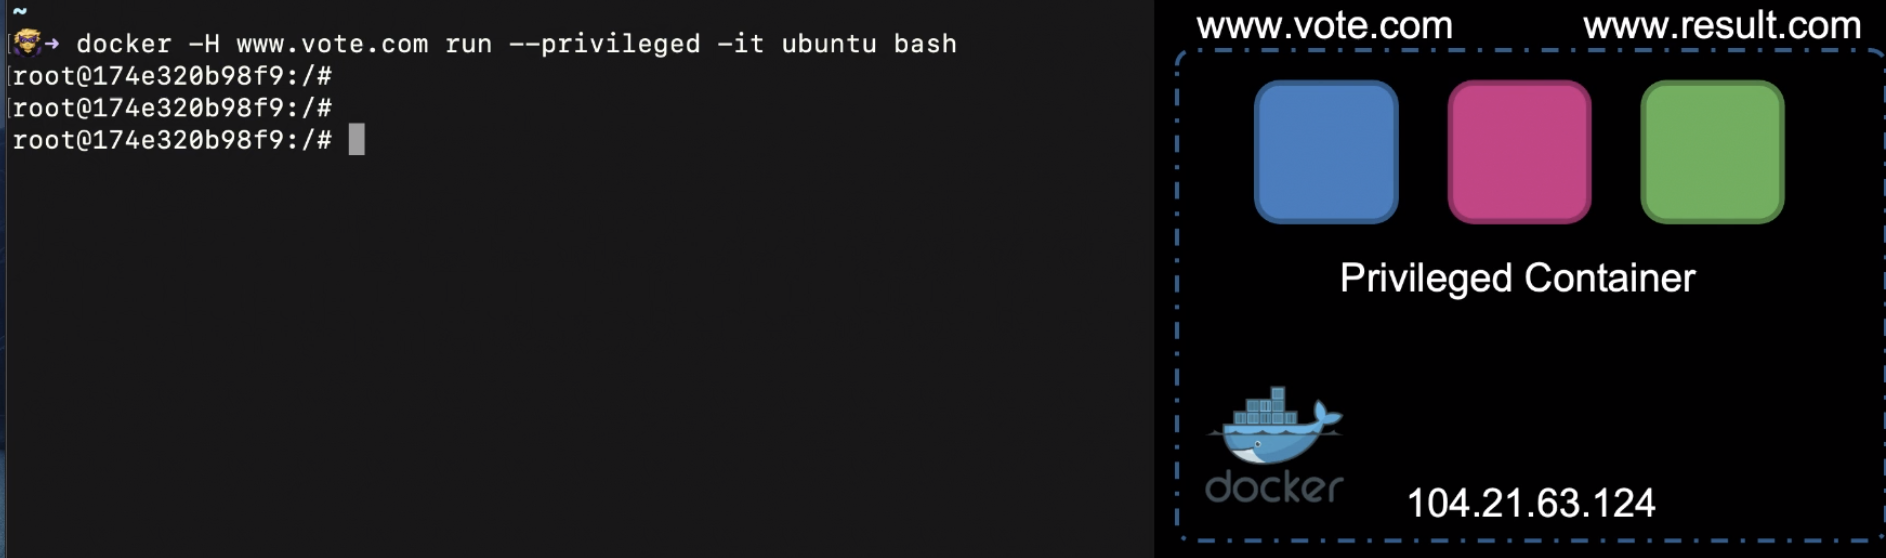 ~
➜ docker -H www.vote.com run --privileged -it ubuntu bash
[root@174e320b98f9:/#
[root@174e320b98f9:/#
root@174e320b98f9:/#
www.vote.com www.result.com
Privileged Container
docker
104.21.63.124